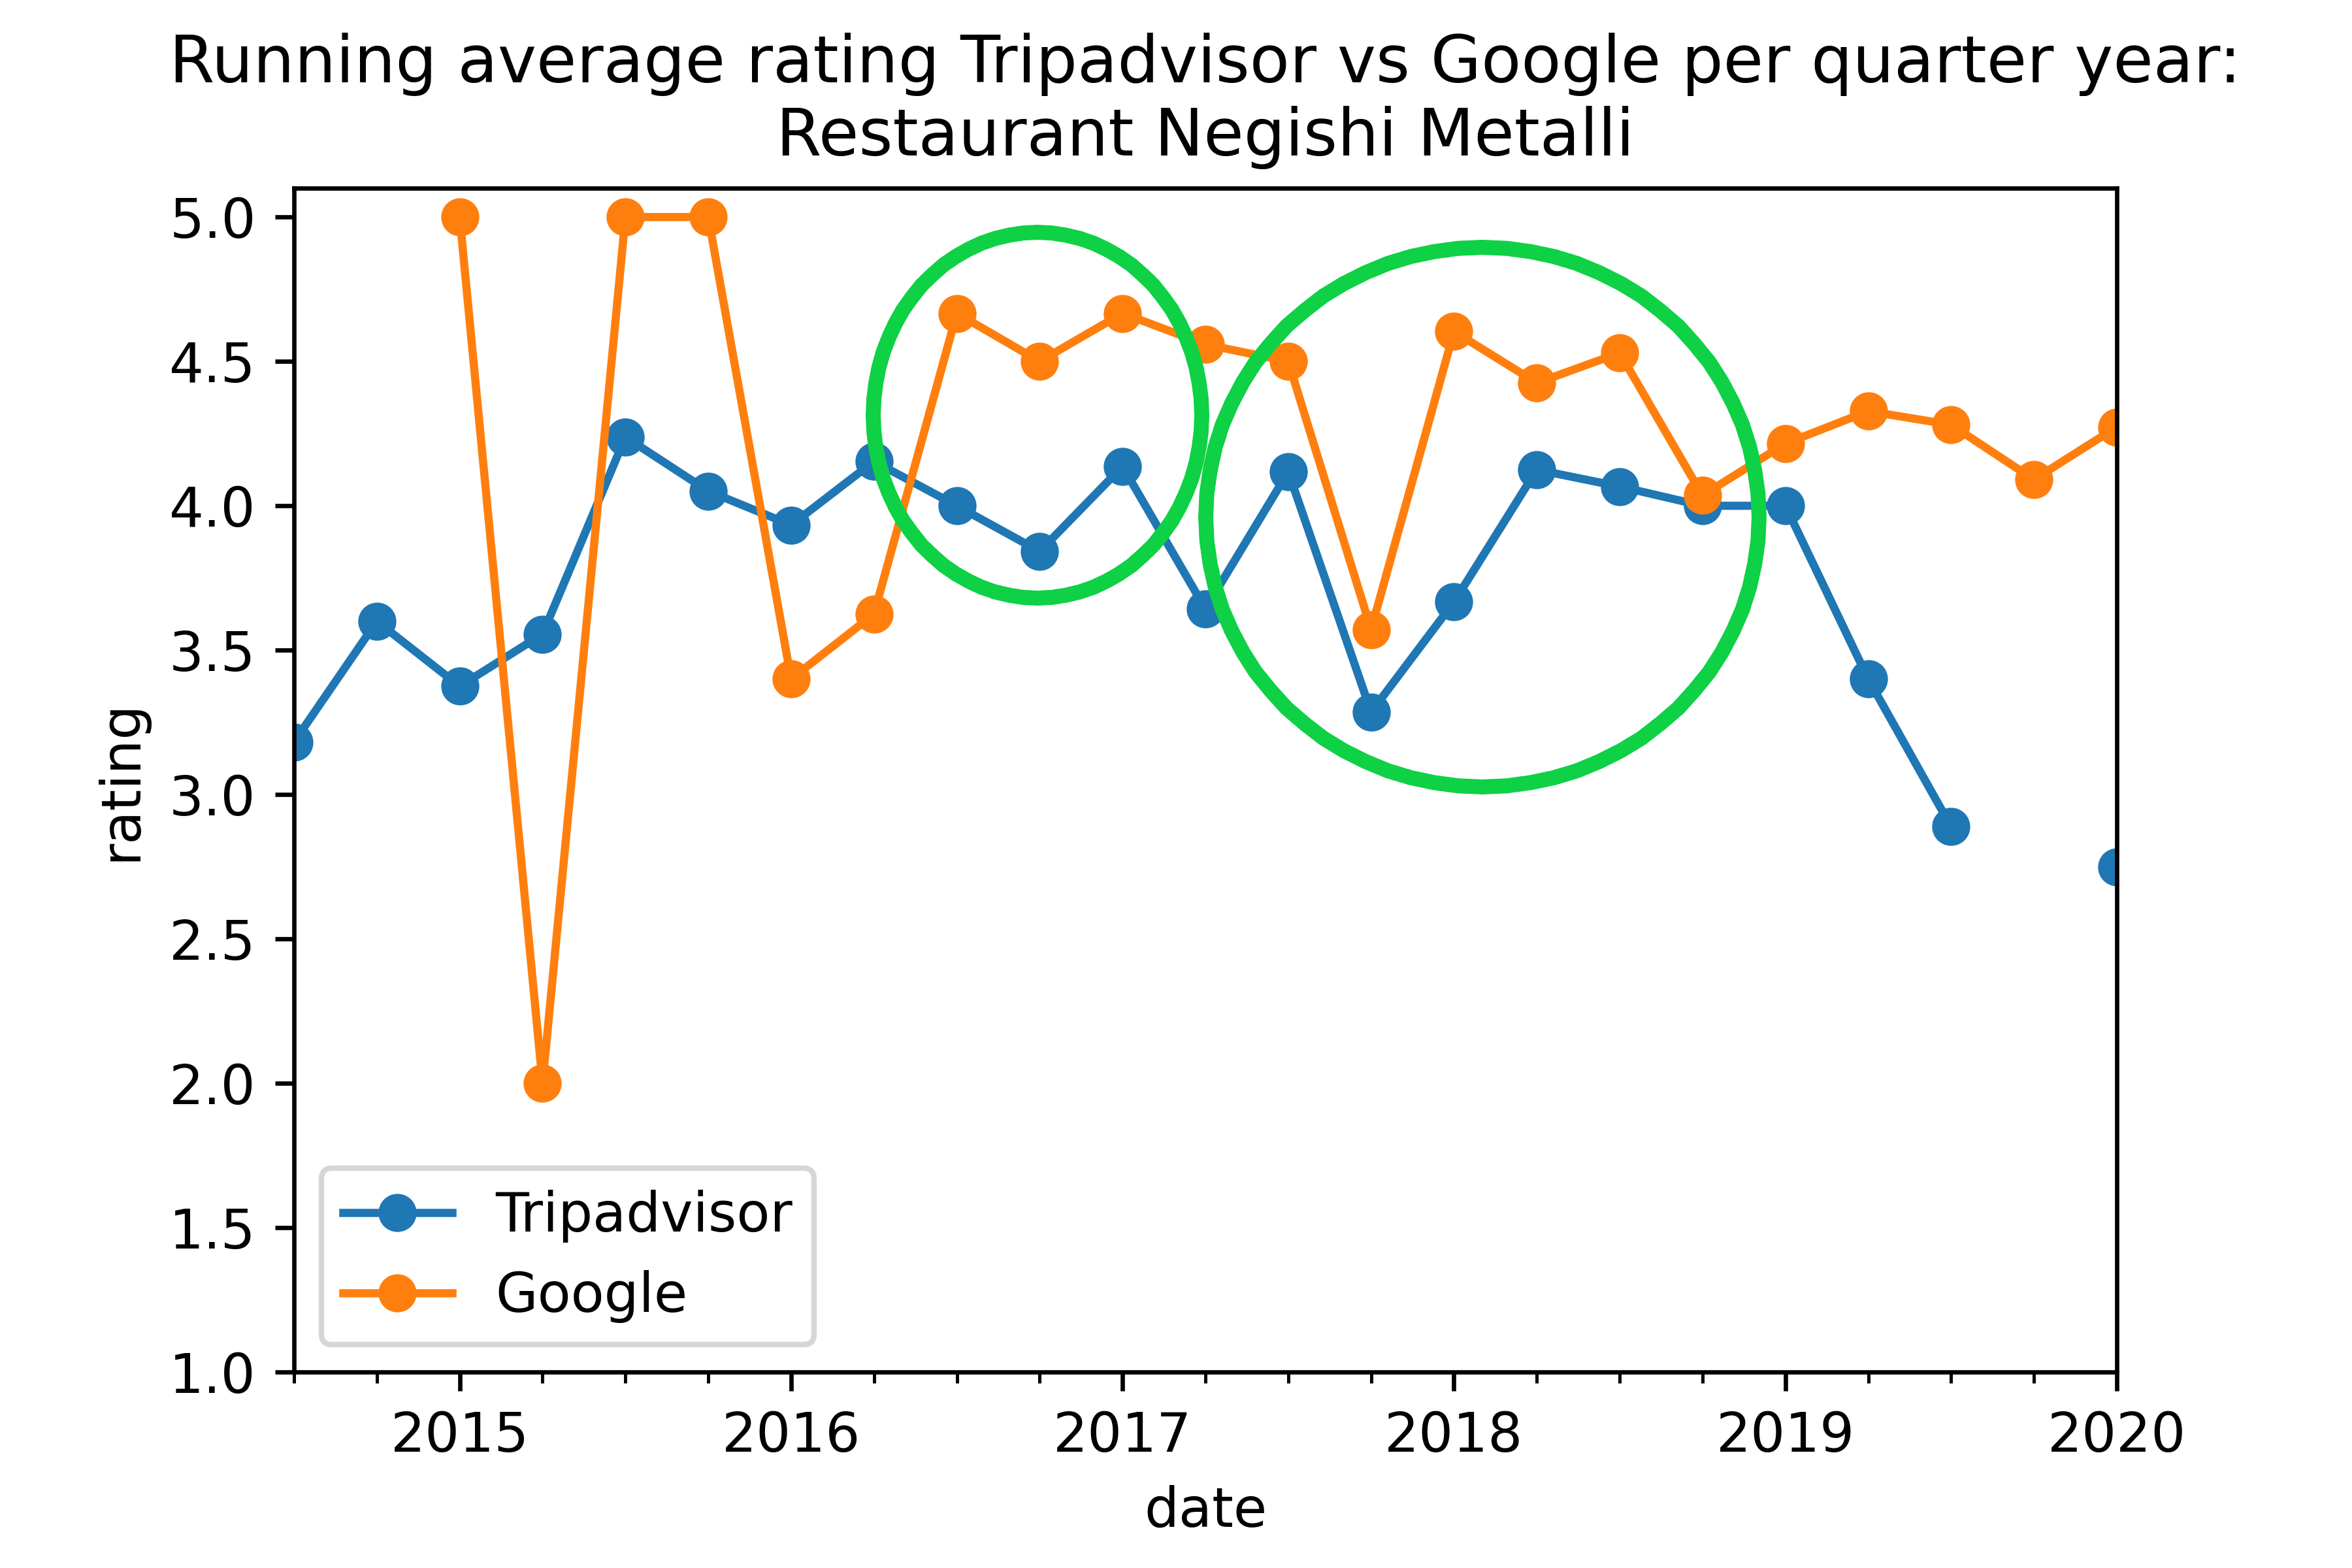 Running average rating Tripadvisor vs Google per quarter year:
Restaurant Negishi Metalli
5.0
4.5
4.0
3.5
3.0
2.5
2.0
1.5
1.0
rating
Tripadvisor
Google
2015 2016 2017 2018 2019 2020
date